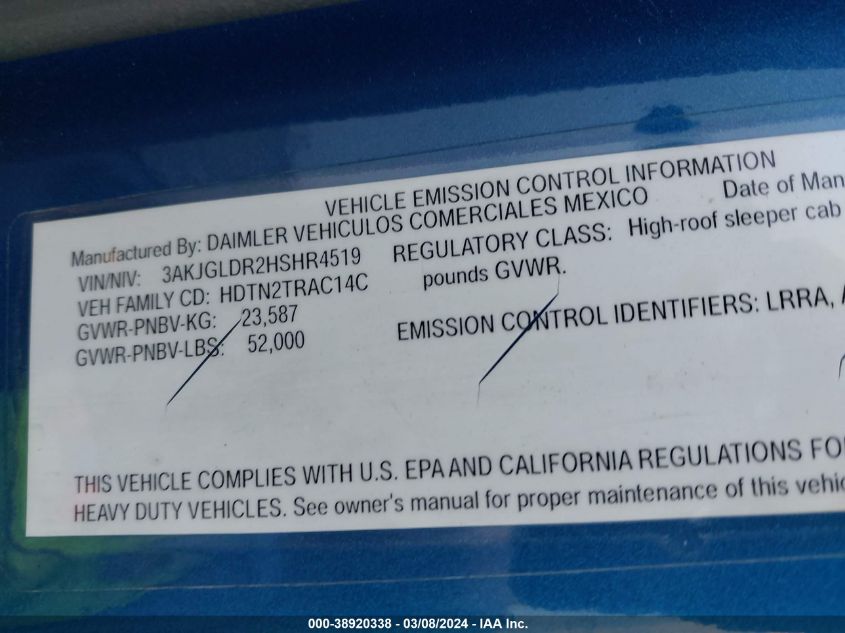 VEHICLE EMISSION CONTROL INFORMATION
Manufactured By: DAIMLER VEHICULOS COMERCIALES MEXICO Date of Man
VIN/NIV: 3AKJGLDR2HSHR4519 REGULATORY CLASS: High-roof sleeper cab
VEH FAMILY CD: HDTN2TRAC14C pounds GVWR.
GVWR-PNBV-KG: 23,587
GVWR-PNBV-LBS: 52,000 EMISSION CONTROL IDENTIFIERS: LRRA,
THIS VEHICLE COMPLIES WITH U.S. EPA AND CALIFORNIA REGULATIONS FO
HEAVY DUTY VEHICLES. See owner's manual for proper maintenance of this vehic
000-38920338 - 03/08/2024 - IAA Inc.